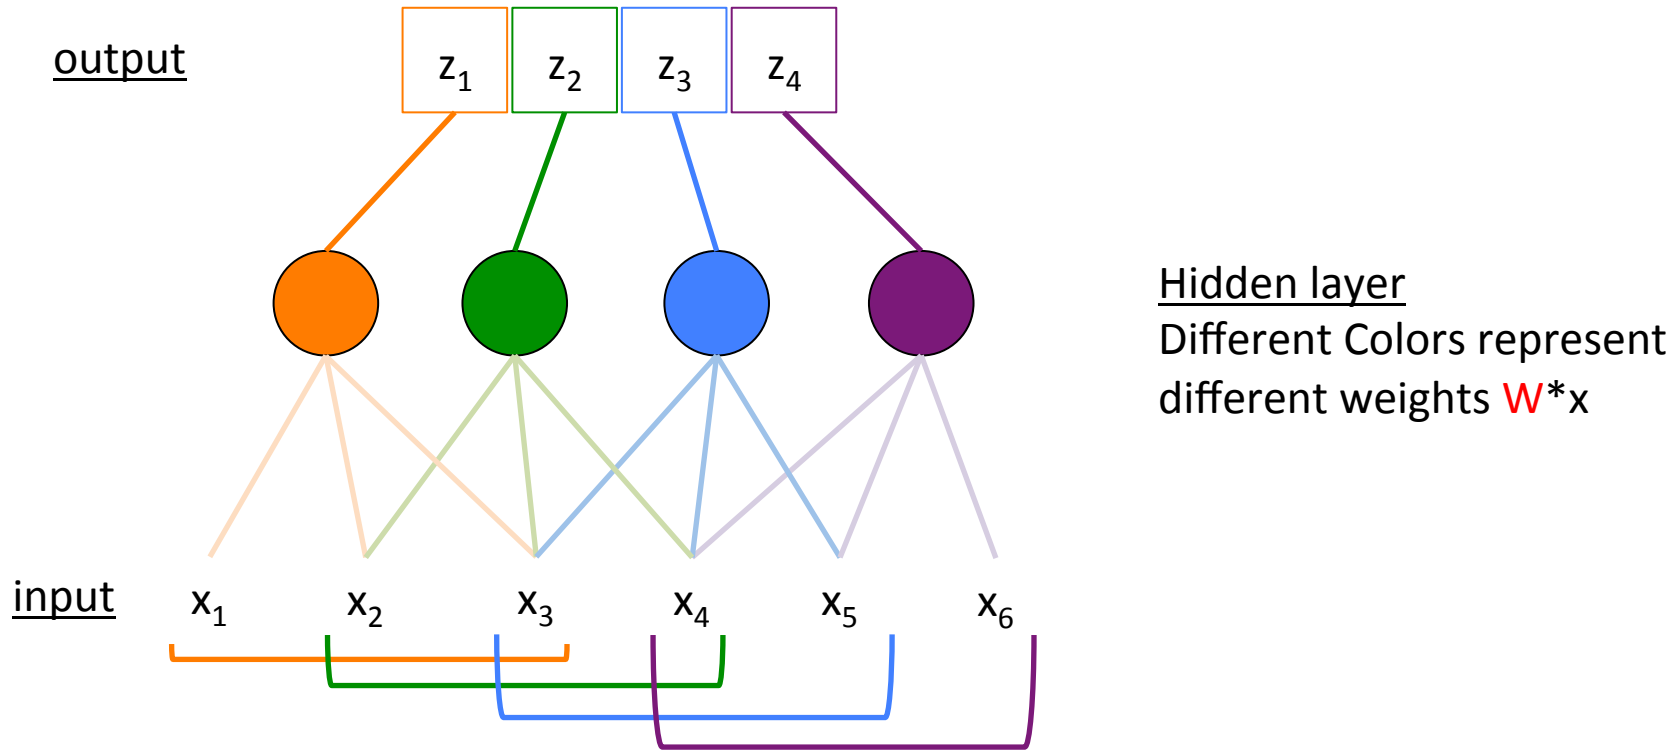 output z₁ z₂ z₃ z₄
Hidden layer
Different Colors represent
different weights W*x
input x₁ x₂ x₃ x₄ x₅ x₆